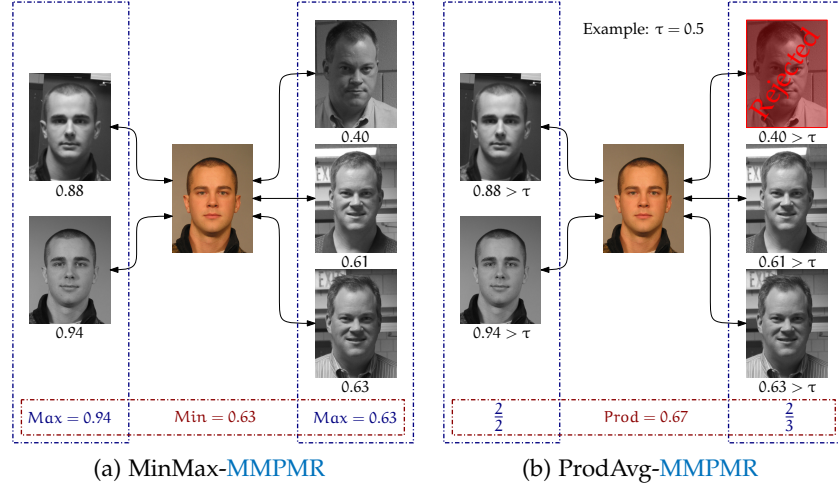 0.88
0.94
0.40
0.61
0.63
Max = 0.94
Min = 0.63
Max = 0.63
(a) MinMax-MMPMR
Example: τ = 0.5
0.88 > τ
0.94 > τ
Rejected
0.40 > τ
0.61 > τ
0.63 > τ
2/2
Prod = 0.67
2/3
(b) ProdAvg-MMPMR